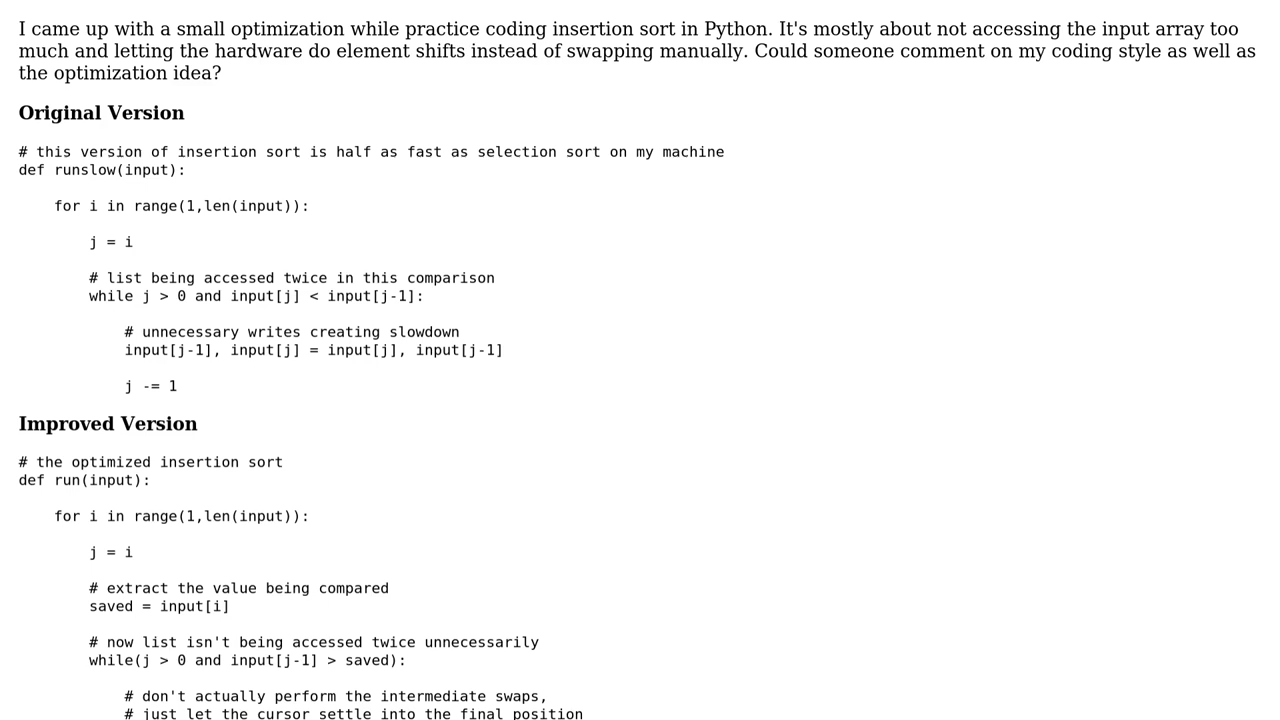 I came up with a small optimization while practice coding insertion sort in Python. It's mostly about not accessing the input array too
much and letting the hardware do element shifts instead of swapping manually. Could someone comment on my coding style as well as
the optimization idea?
Original Version
# this version of insertion sort is half as fast as selection sort on my machine
def runslow(input):
    for i in range(1,len(input)):
        j = i
        # list being accessed twice in this comparison
        while j > 0 and input[j] < input[j-1]:
            # unnecessary writes creating slowdown
            input[j-1], input[j] = input[j], input[j-1]
            j -= 1
Improved Version
# the optimized insertion sort
def run(input):
    for i in range(1,len(input)):
        j = i
        # extract the value being compared
        saved = input[i]
        # now list isn't being accessed twice unnecessarily
        while(j > 0 and input[j-1] > saved):
            # don't actually perform the intermediate swaps,
            # just let the cursor settle into the final position